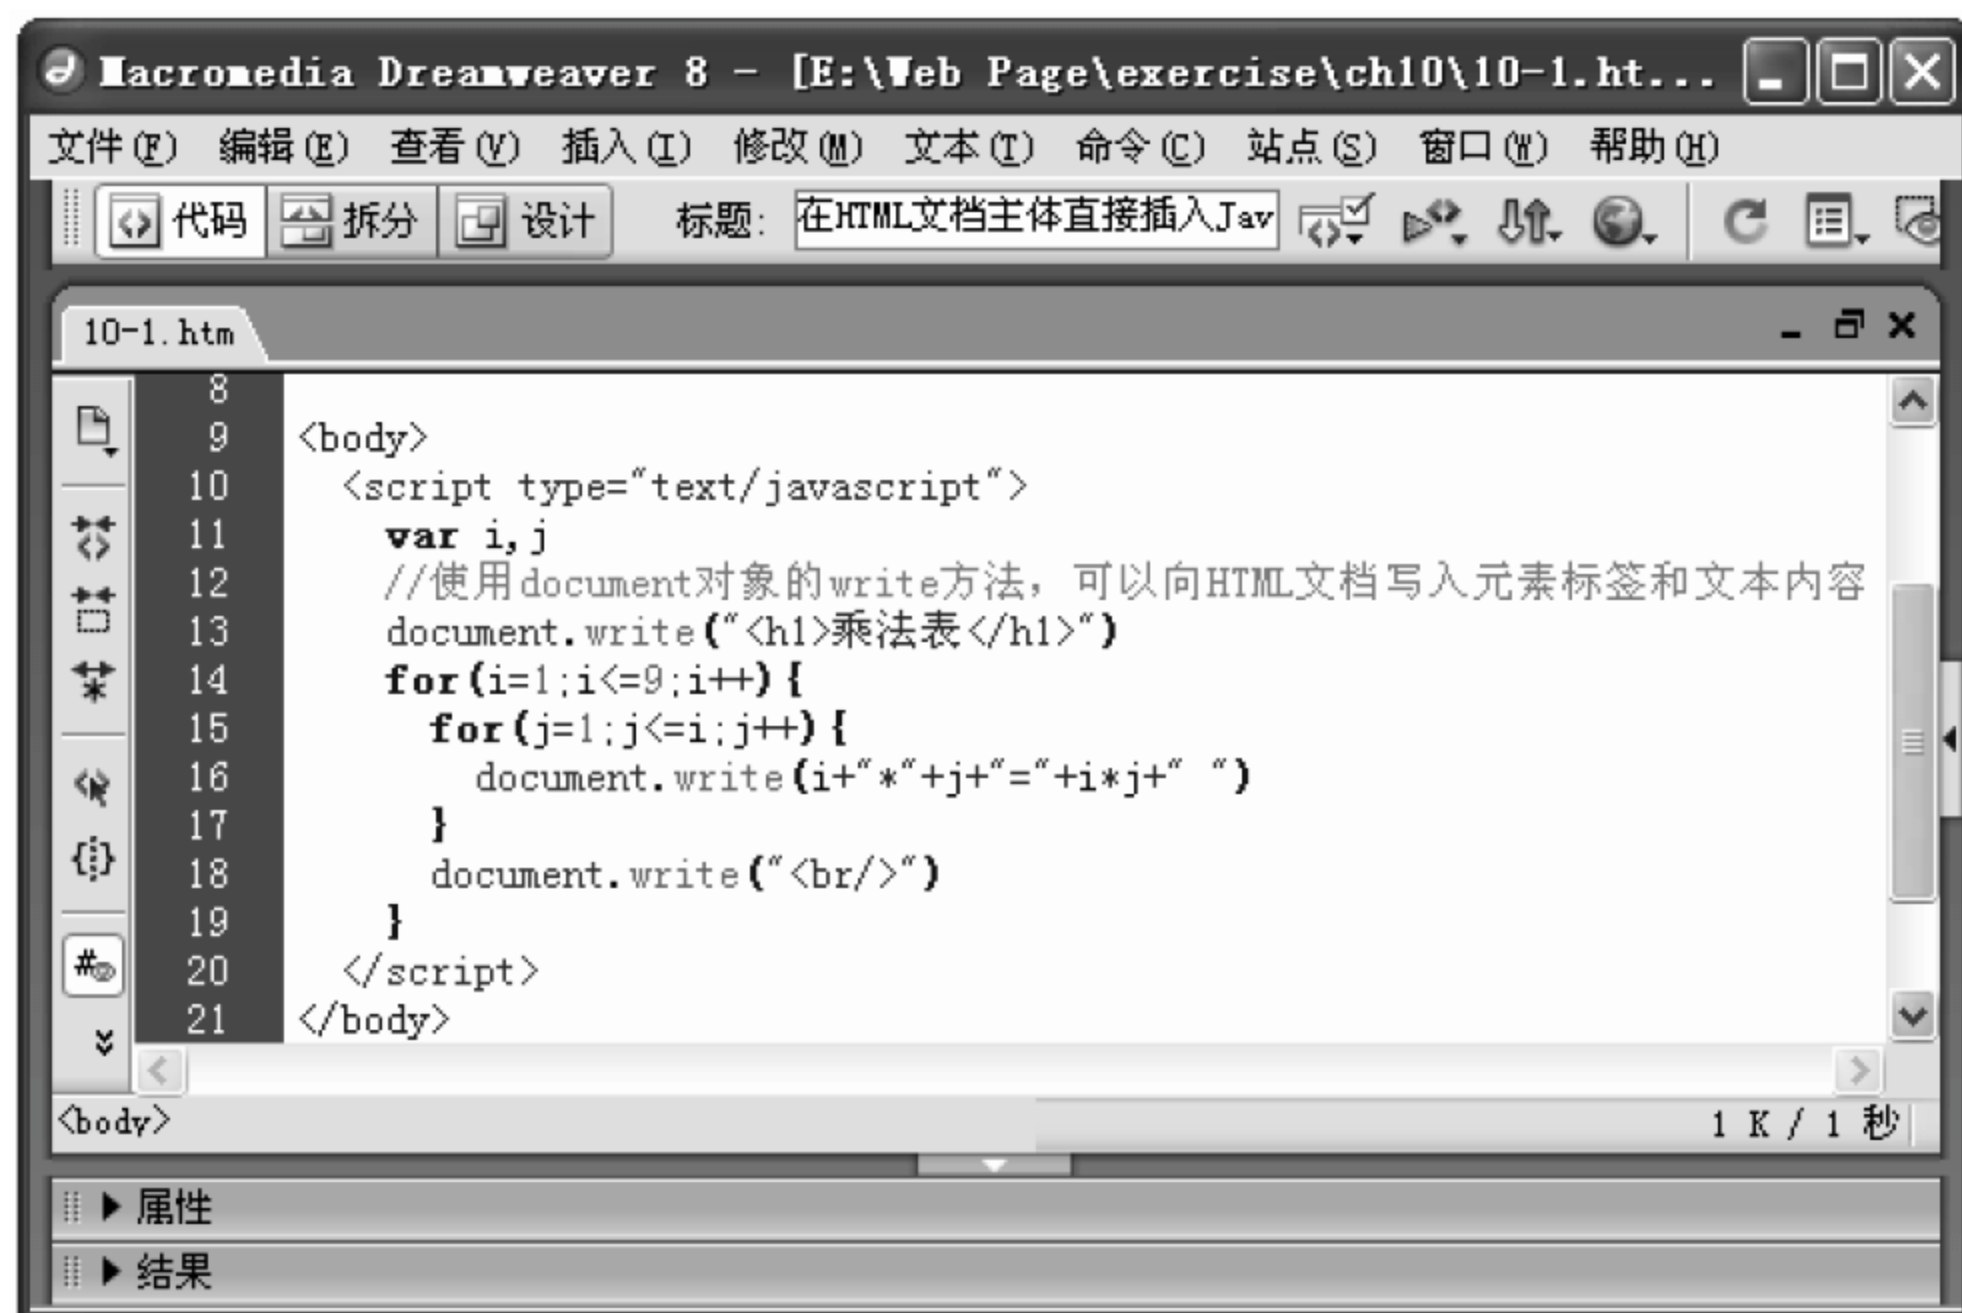 Macromedia Dreamweaver 8 - [E:\Web Page\exercise\ch10\10-1.ht...
文件(F) 编辑(E) 查看(V) 插入(I) 修改(M) 文本(T) 命令(C) 站点(S) 窗口(W) 帮助(H)
代码 拆分 设计 标题: 在HTML文档主体直接插入Jav
10-1.htm
8
9 <body>
10 <script type="text/javascript">
11 var i,j
12 //使用document对象的write方法，可以向HTML文档写入元素标签和文本内容
13 document.write("<h1>乘法表</h1>")
14 for(i=1;i<=9;i++){
15 for(j=1;j<=i;j++){
16 document.write(i+"*"+j+"="+i*j+" ")
17 }
18 document.write("<br/>")
19 }
20 </script>
21 </body>
<body> 1 K / 1 秒
属性
结果